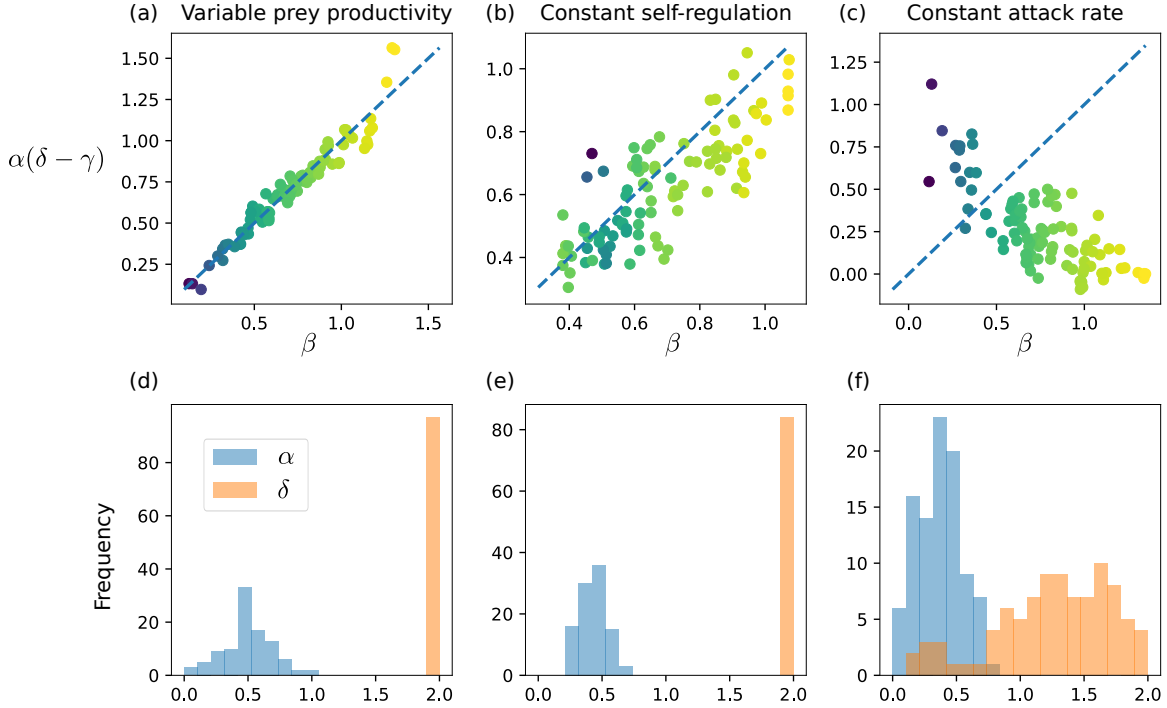 (a) Variable prey productivity
(b) Constant self-regulation
(c) Constant attack rate
α(δ − γ)
1.50
1.25
1.00
0.75
0.50
0.25
0.5 1.0 1.5
β
1.0
0.8
0.6
0.4
0.4 0.6 0.8 1.0
β
1.25
1.00
0.75
0.50
0.25
0.00
0.0 0.5 1.0
β
(d)
Frequency
80
60
40
20
0
0.0 0.5 1.0 1.5 2.0
α
δ
(e)
80
60
40
20
0
0.0 0.5 1.0 1.5 2.0
(f)
20
15
10
5
0
0.0 0.5 1.0 1.5 2.0